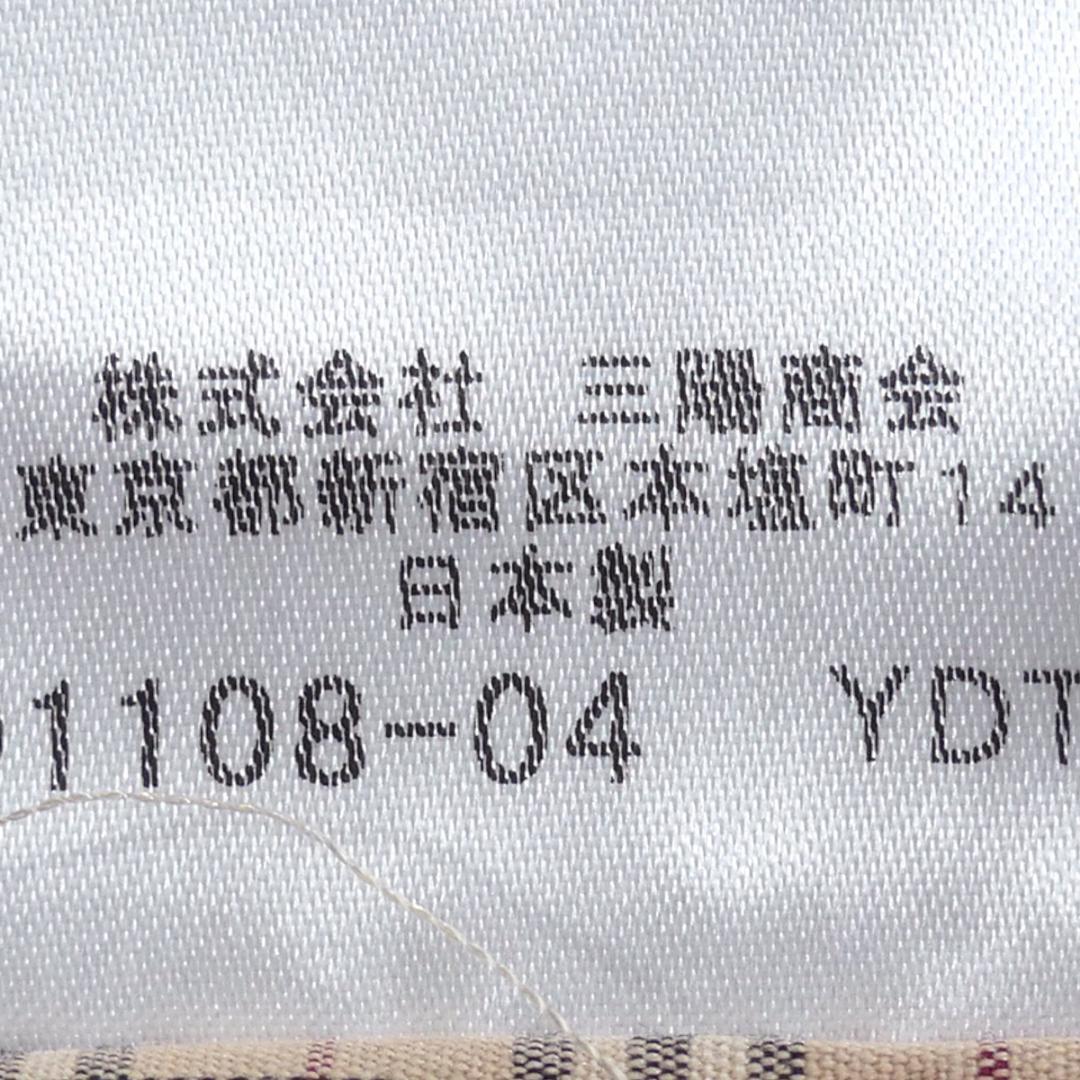 株式会社 三陽商会
東京都新宿区本塩町14
日本製
1108-04 YDT